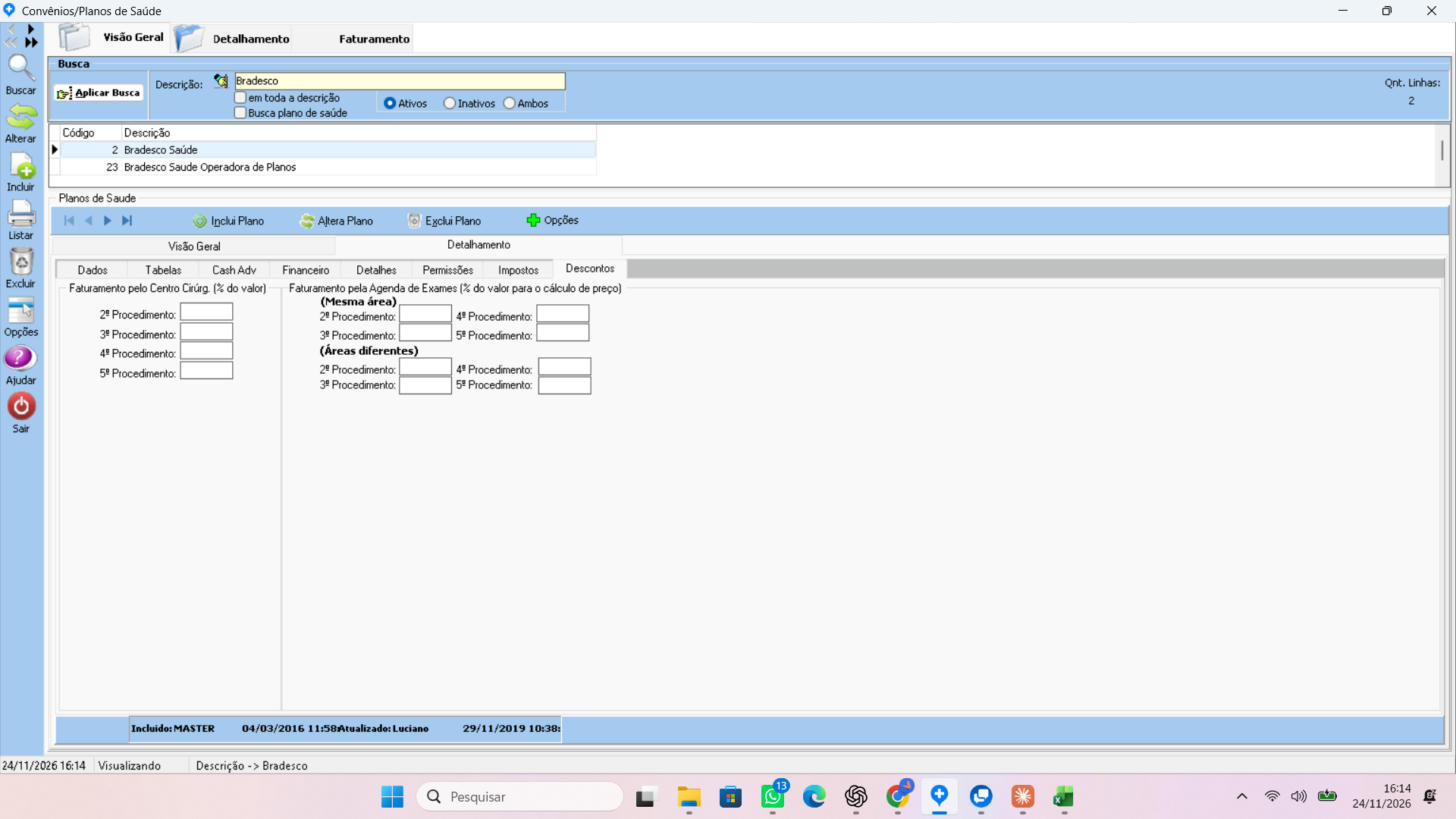 Convênios/Planos de Saúde
Visão Geral
Detalhamento
Faturamento
Busca
Buscar
Aplicar Busca
Descrição:
Bradesco
em toda a descrição
Busca plano de saúde
Ativos
Inativos
Ambos
Qnt. Linhas:
2
Alterar
Código Descrição
2 Bradesco Saúde
23 Bradesco Saude Operadora de Planos
Incluir
Planos de Saude
Listar
Inclui Plano
Altera Plano
Exclui Plano
Opções
Visão Geral
Detalhamento
Dados
Tabelas
Cash Adv
Financeiro
Detalhes
Permissões
Impostos
Descontos
Excluir
Opções
Ajudar
Sair
Faturamento pelo Centro Cirúrg. (% do valor)
2º Procedimento:
3º Procedimento:
4º Procedimento:
5º Procedimento:
Faturamento pela Agenda de Exames (% do valor para o cálculo de preço)
(Mesma área)
2º Procedimento: 4º Procedimento:
3º Procedimento: 5º Procedimento:
(Áreas diferentes)
2º Procedimento: 4º Procedimento:
3º Procedimento: 5º Procedimento:
Incluido: MASTER 04/03/2016 11:58: Atualizado: Luciano 29/11/2019 10:38:
24/11/2026 16:14 Visualizando Descrição -> Bradesco
Pesquisar
13
16:14
24/11/2026